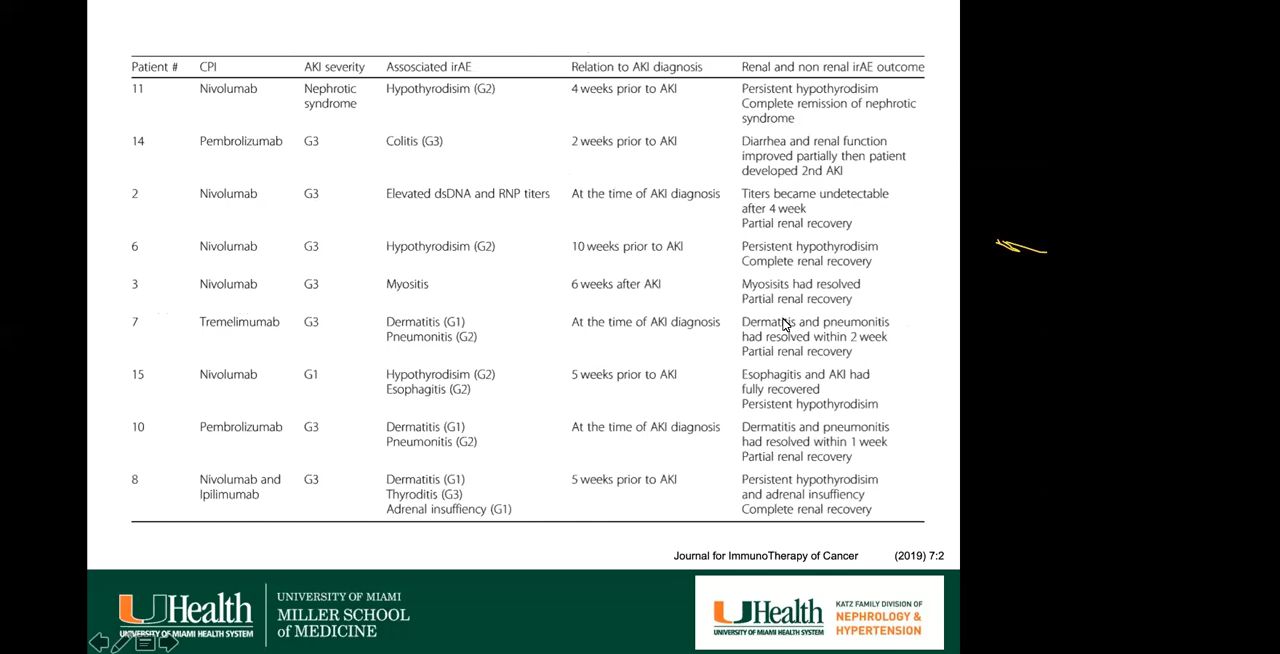 Patient # CPI AKI severity Assosciated irAE Relation to AKI diagnosis Renal and non renal irAE outcome
11 Nivolumab Nephrotic syndrome Hypothyrodisim (G2) 4 weeks prior to AKI Persistent hypothyrodisim
Complete remission of nephrotic
syndrome
14 Pembrolizumab G3 Colitis (G3) 2 weeks prior to AKI Diarrhea and renal function
improved partially then patient
developed 2nd AKI
2 Nivolumab G3 Elevated dsDNA and RNP titers At the time of AKI diagnosis Titers became undetectable
after 4 week
Partial renal recovery
6 Nivolumab G3 Hypothyrodisim (G2) 10 weeks prior to AKI Persistent hypothyrodisim
Complete renal recovery
3 Nivolumab G3 Myositis 6 weeks after AKI Myosisits had resolved
Partial renal recovery
7 Tremelimumab G3 Dermatitis (G1) At the time of AKI diagnosis Dermatitis and pneumonitis
Pneumonitis (G2) had resolved within 2 week
Partial renal recovery
15 Nivolumab G1 Hypothyrodisim (G2) 5 weeks prior to AKI Esophagitis and AKI had
Esophagitis (G2) fully recovered
Persistent hypothyrodisim
10 Pembrolizumab G3 Dermatitis (G1) At the time of AKI diagnosis Dermatitis and pneumonitis
Pneumonitis (G2) had resolved within 1 week
Partial renal recovery
8 Nivolumab and G3 Dermatitis (G1) 5 weeks prior to AKI Persistent hypothyrodisim
Ipilimumab Thyroditis (G3) and adrenal insuffiency
Adrenal insuffiency (G1) Complete renal recovery
Journal for ImmunoTherapy of Cancer (2019) 7:2
UHealth
UNIVERSITY OF MIAMI HEALTH SYSTEM
UNIVERSITY OF MIAMI
MILLER SCHOOL
of MEDICINE
UHealth
UNIVERSITY OF MIAMI HEALTH SYSTEM
KATZ FAMILY DIVISION OF
NEPHROLOGY &
HYPERTENSION